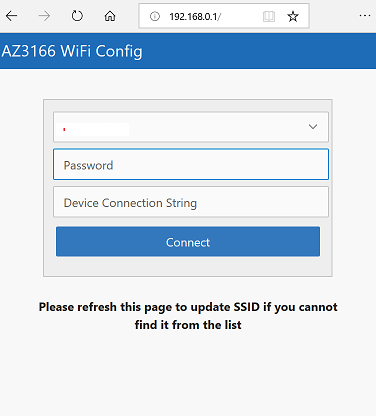 192.168.0.1/
AZ3166 WiFi Config
Password
Device Connection String
Connect
Please refresh this page to update SSID if you cannot
find it from the list